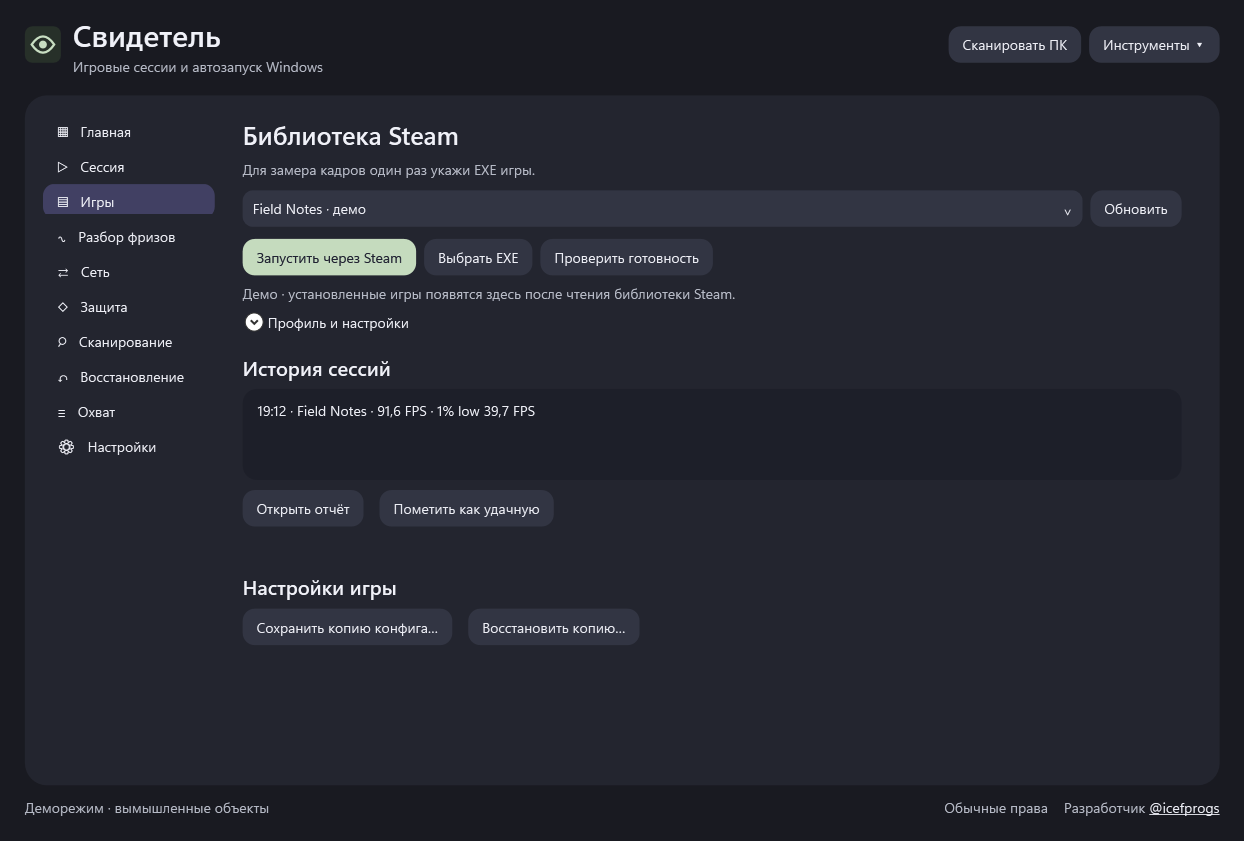 Свидетель
Игровые сессии и автозапуск Windows
Сканировать ПК
Инструменты
Главная
Сессия
Игры
Разбор фризов
Сеть
Защита
Сканирование
Восстановление
Охват
Настройки
Библиотека Steam
Для замера кадров один раз укажи EXE игры.
Field Notes · демо
Обновить
Запустить через Steam
Выбрать EXE
Проверить готовность
Демо · установленные игры появятся здесь после чтения библиотеки Steam.
Профиль и настройки
История сессий
19:12 · Field Notes · 91,6 FPS · 1% low 39,7 FPS
Открыть отчёт
Пометить как удачную
Настройки игры
Сохранить копию конфига...
Восстановить копию...
Деморежим · вымышленные объекты
Обычные права
Разработчик @icefprogs